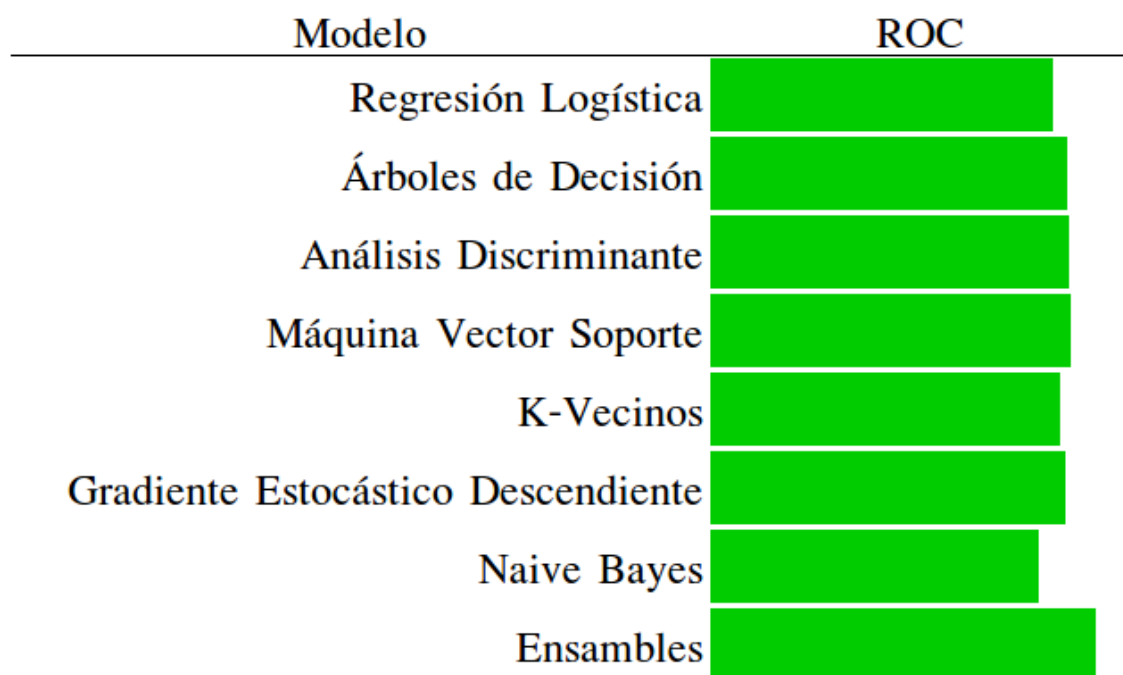 Modelo ROC
Regresión Logística
Árboles de Decisión
Análisis Discriminante
Máquina Vector Soporte
K-Vecinos
Gradiente Estocástico Descendiente
Naive Bayes
Ensambles